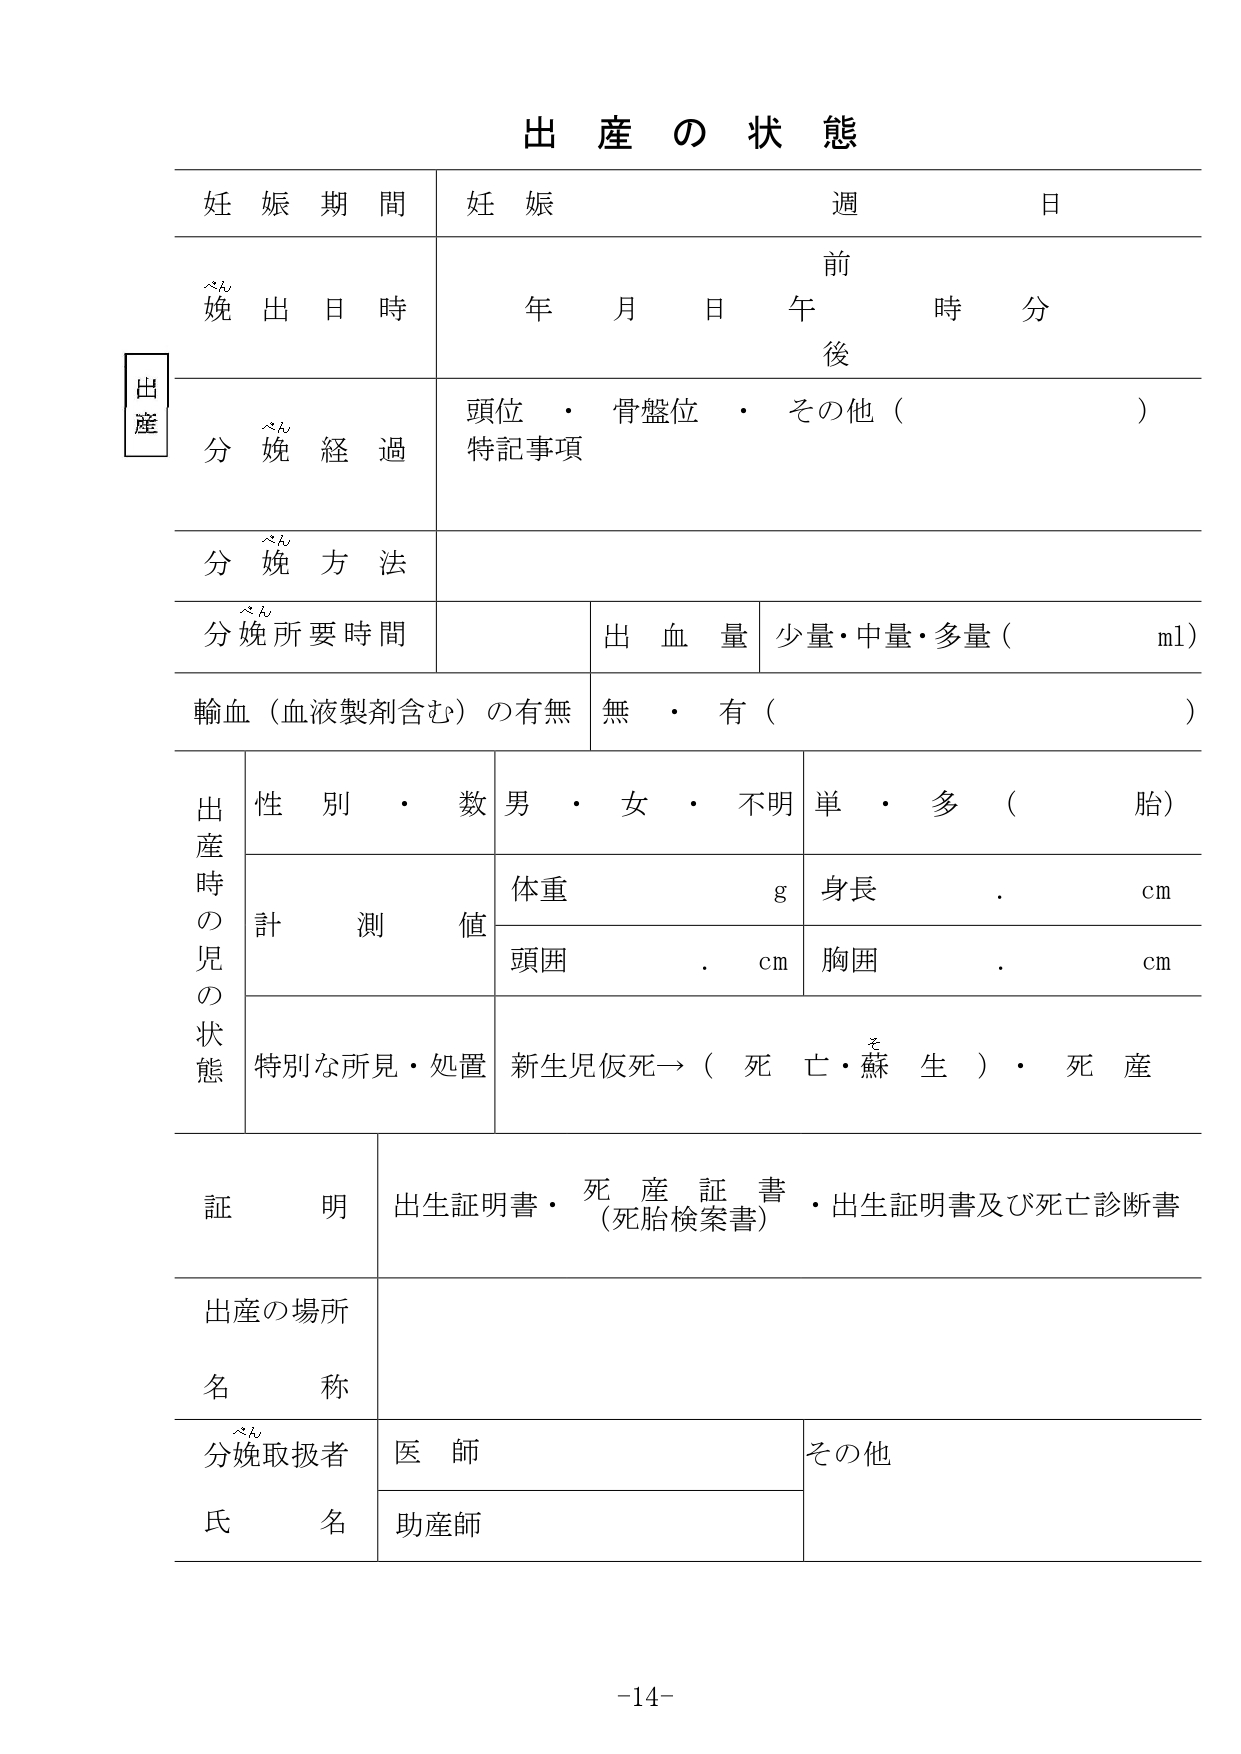 出産の状態
妊娠期間 妊娠 週 日
前
べん
娩出日時 年 月 日 午 時 分
後
出産
頭位 ・ 骨盤位 ・ その他（ ）
べん
分娩経過 特記事項
べん
分娩方法
べん
分娩所要時間 出血量 少量・中量・多量（ ml）
輸血（血液製剤含む）の有無 無 ・ 有（ ）
出産時の児の状態
性別・数 男 ・ 女 ・ 不明 単 ・ 多 （ 胎）
計測値 体重 g 身長 . cm
頭囲 . cm 胸囲 . cm
そ
特別な所見・処置 新生児仮死→（ 死 亡・蘇 生 ）・ 死 産
証明 出生証明書・ 死産証書 ・出生証明書及び死亡診断書
（死胎検案書）
出産の場所
名称
べん
分娩取扱者 医師 その他
氏名 助産師
-14-